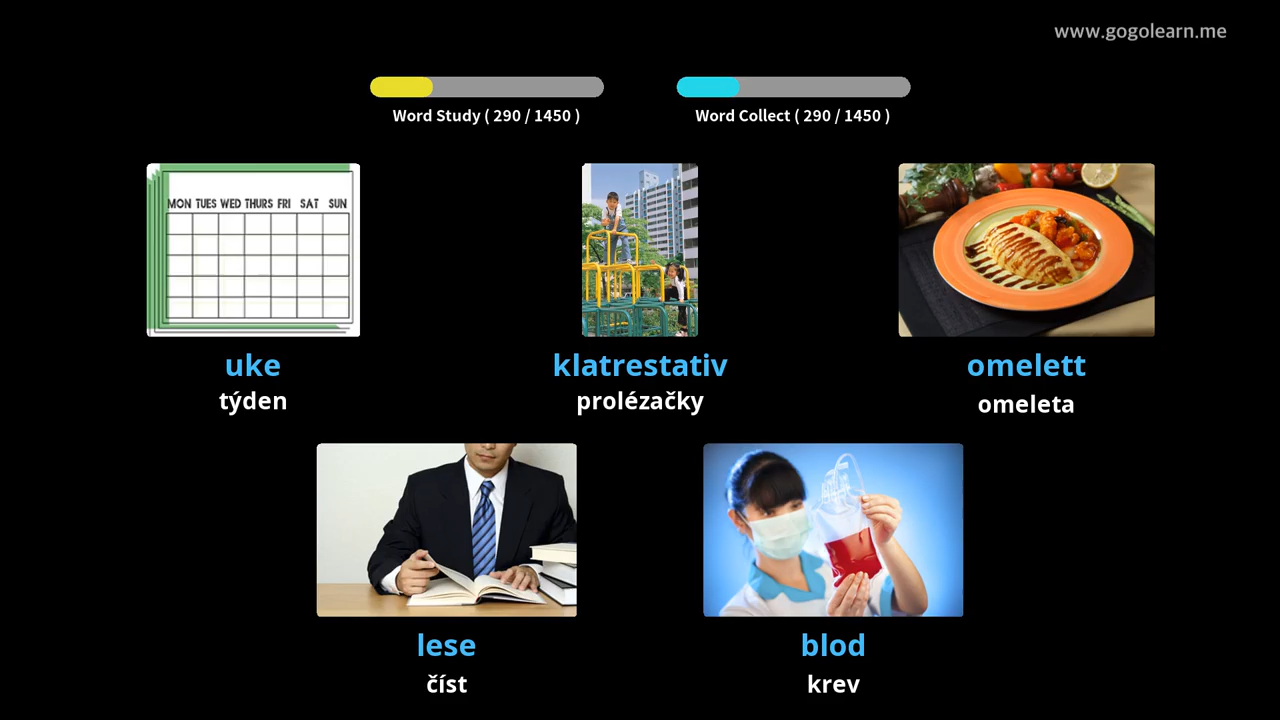 www.gogolearn.me
Word Study ( 290 / 1450 )
Word Collect ( 290 / 1450 )
MON TUES WED THURS FRI SAT SUN
uke
týden
klatrestativ
prolézačky
omelett
omeleta
lese
číst
blod
krev